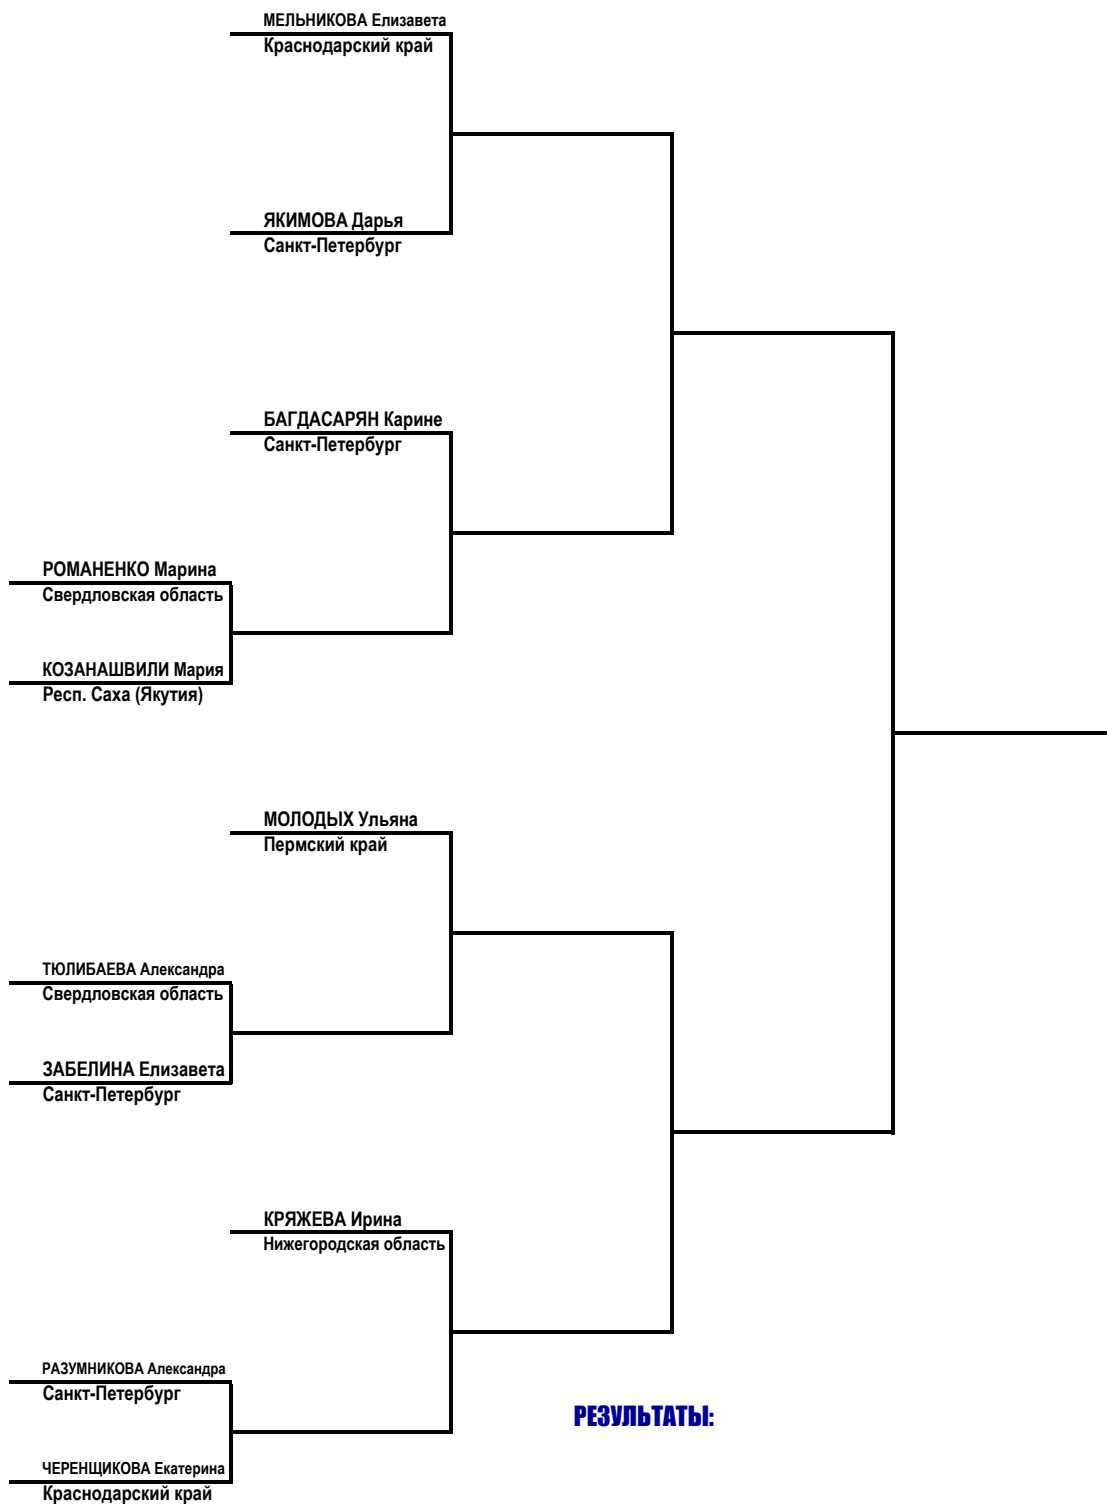 МЕЛЬНИКОВА Елизавета
Краснодарский край
ЯКИМОВА Дарья
Санкт-Петербург
БАГДАСАРЯН Карине
Санкт-Петербург
РОМАНЕНКО Марина
Свердловская область
КОЗАНАШВИЛИ Мария
Респ. Саха (Якутия)
МОЛОДЫХ Ульяна
Пермский край
ТЮЛИБАЕВА Александра
Свердловская область
ЗАБЕЛИНА Елизавета
Санкт-Петербург
КРЯЖЕВА Ирина
Нижегородская область
РАЗУМНИКОВА Александра
Санкт-Петербург
РЕЗУЛЬТАТЫ:
ЧЕРЕНЩИКОВА Екатерина
Краснодарский край